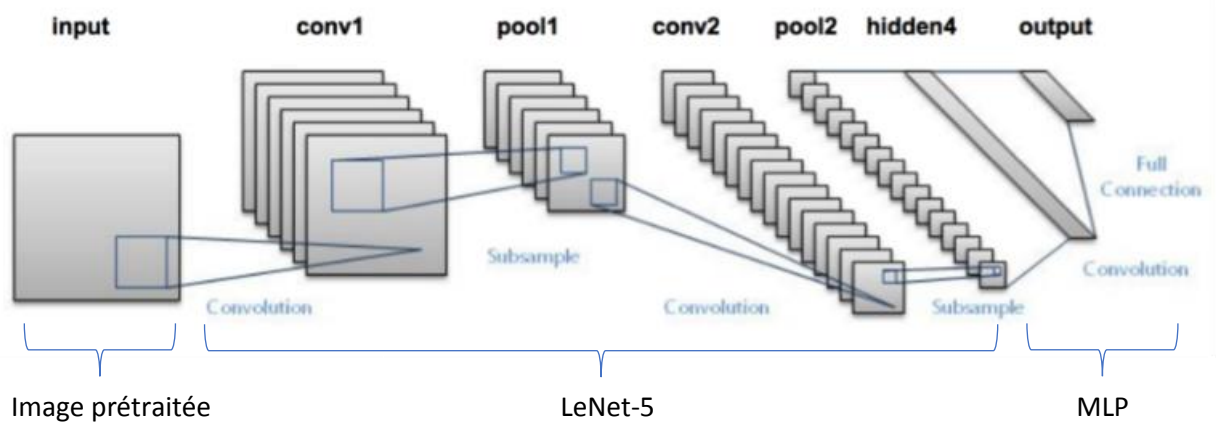 input conv1 pool1 conv2 pool2 hidden4 output
Full
Connection
Subsample
Convolution
Convolution
Convolution
Subsample
Image prétraitée LeNet-5 MLP